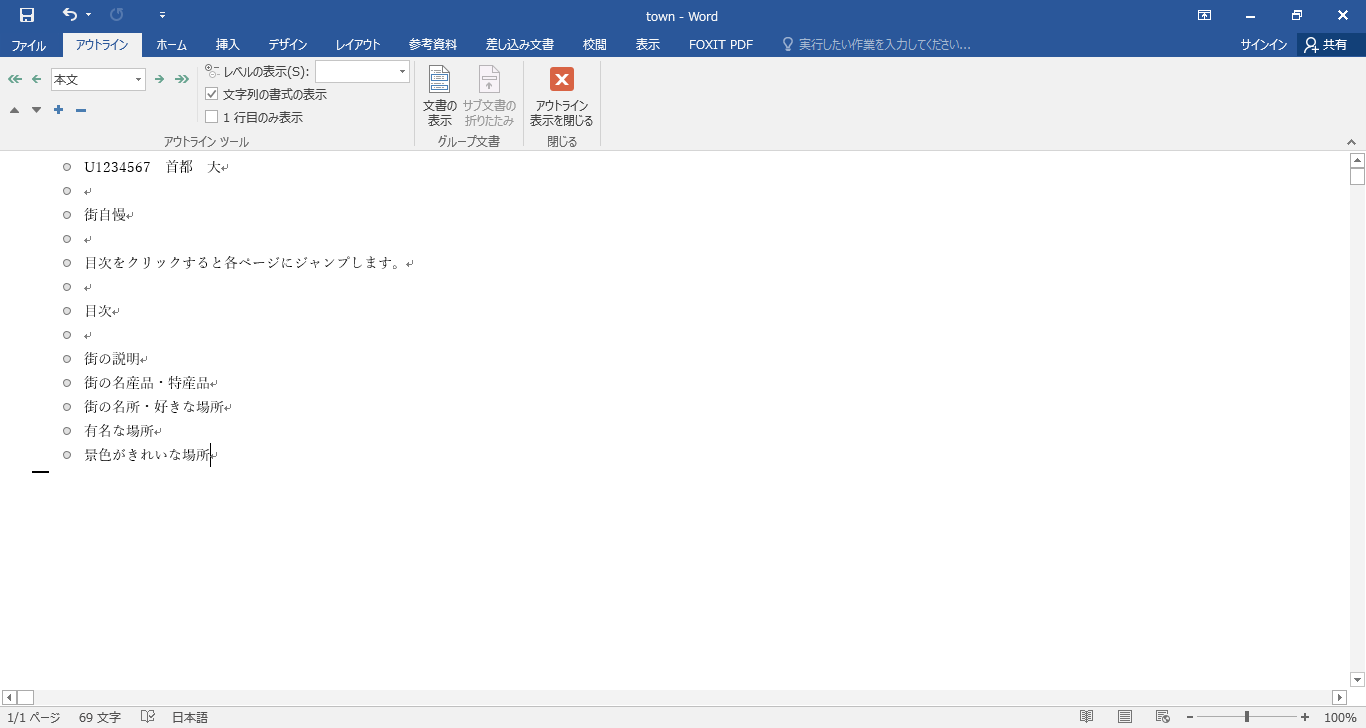 town - Word
ファイル アウトライン ホーム 挿入 デザイン レイアウト 参考資料 差し込み文書 校閲 表示 FOXIT PDF 実行したい作業を入力してください... サインイン 共有
本文
レベルの表示(S):
文字列の書式の表示
1 行目のみ表示
アウトライン ツール
文書の
表示
サブ文書の
折りたたみ
グループ文書
アウトライン
表示を閉じる
閉じる
U1234567 首都 大
街自慢
目次をクリックすると各ページにジャンプします。
目次
街の説明
街の名産品・特産品
街の名所・好きな場所
有名な場所
景色がきれいな場所
1/1 ページ 69 文字 日本語 100%